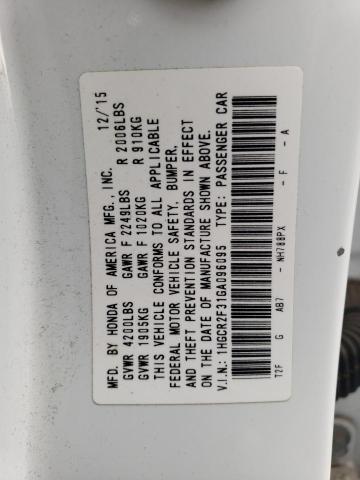 MFD. BY HONDA OF AMERICA MFG., INC. 12/'15
GVWR 4200LBS GAWR F 2249LBS R 2006LBS
GVWR 1905KG GAWR F 1020KG R 910KG
THIS VEHICLE CONFORMS TO ALL APPLICABLE
FEDERAL MOTOR VEHICLE SAFETY, BUMPER,
AND THEFT PREVENTION STANDARDS IN EFFECT
ON THE DATE OF MANUFACTURE SHOWN ABOVE.
V.I.N.: 1HGCR2F31GA096095 TYPE: PASSENGER CAR
T2F G AB7 - NH788PX - F - A